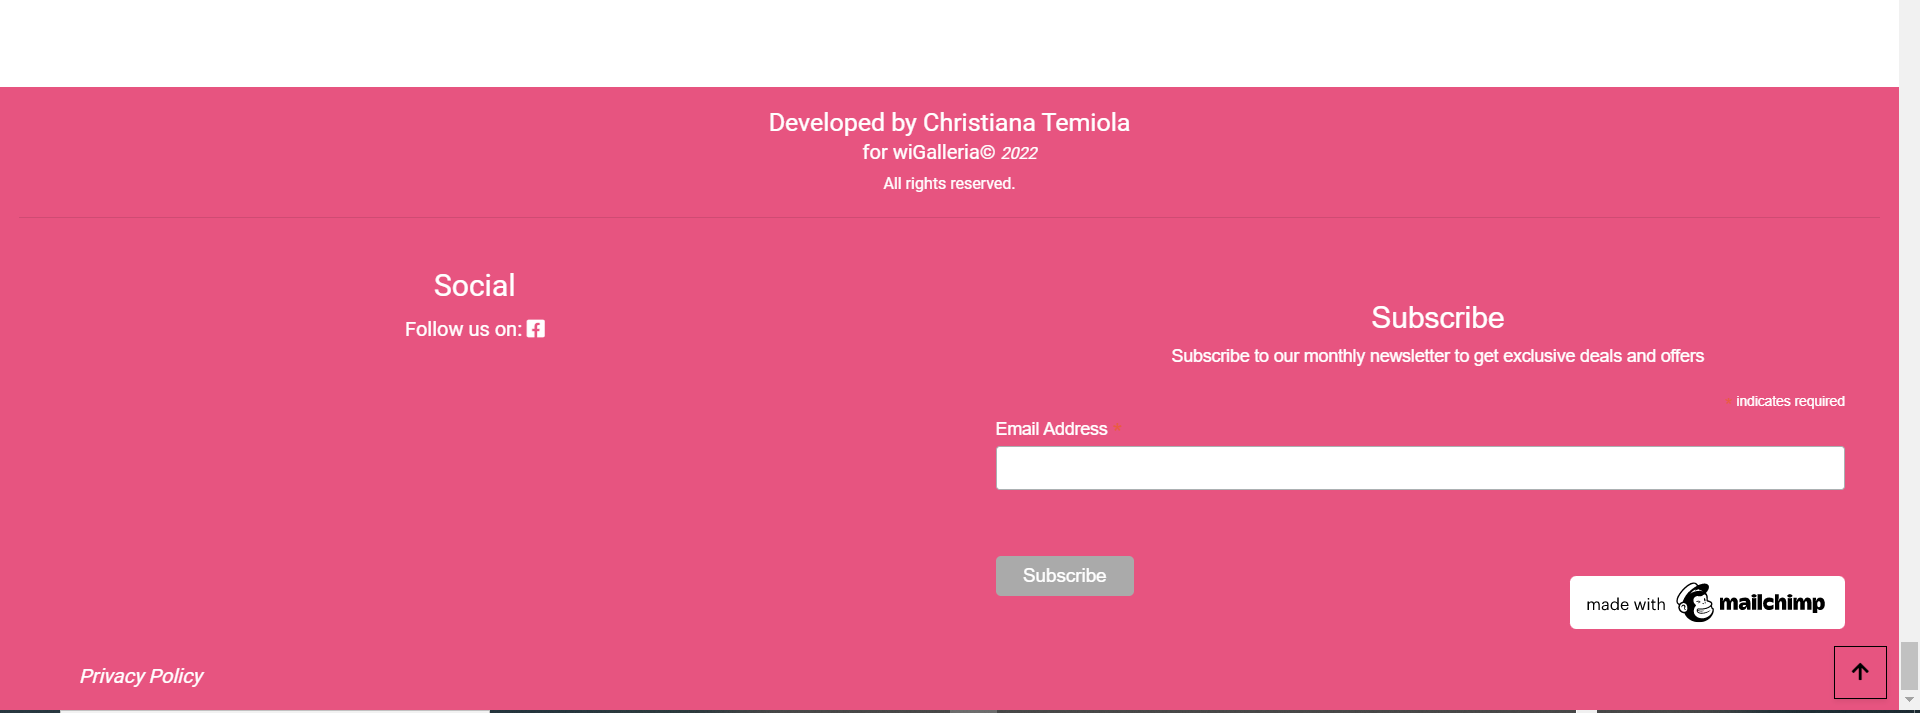 Developed by Christiana Temiola
for wiGalleria© 2022
All rights reserved.
Social
Follow us on:
Subscribe
Subscribe to our monthly newsletter to get exclusive deals and offers
* indicates required
Email Address *
Subscribe
made with mailchimp
Privacy Policy